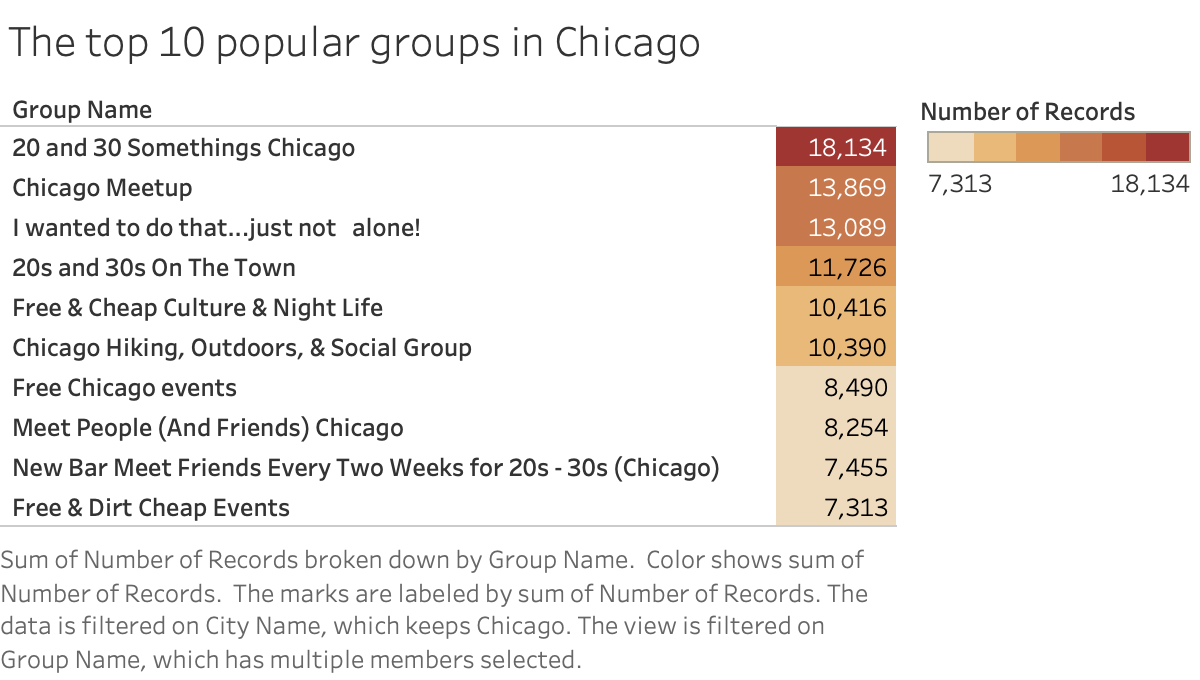 The top 10 popular groups in Chicago
Group Name
Number of Records
20 and 30 Somethings Chicago 18,134
7,313 18,134
Chicago Meetup 13,869
I wanted to do that...just not   alone! 13,089
20s and 30s On The Town 11,726
Free & Cheap Culture & Night Life 10,416
Chicago Hiking, Outdoors, & Social Group 10,390
Free Chicago events 8,490
Meet People (And Friends) Chicago 8,254
New Bar Meet Friends Every Two Weeks for 20s - 30s (Chicago) 7,455
Free & Dirt Cheap Events 7,313
Sum of Number of Records broken down by Group Name.  Color shows sum of
Number of Records.  The marks are labeled by sum of Number of Records. The
data is filtered on City Name, which keeps Chicago. The view is filtered on
Group Name, which has multiple members selected.